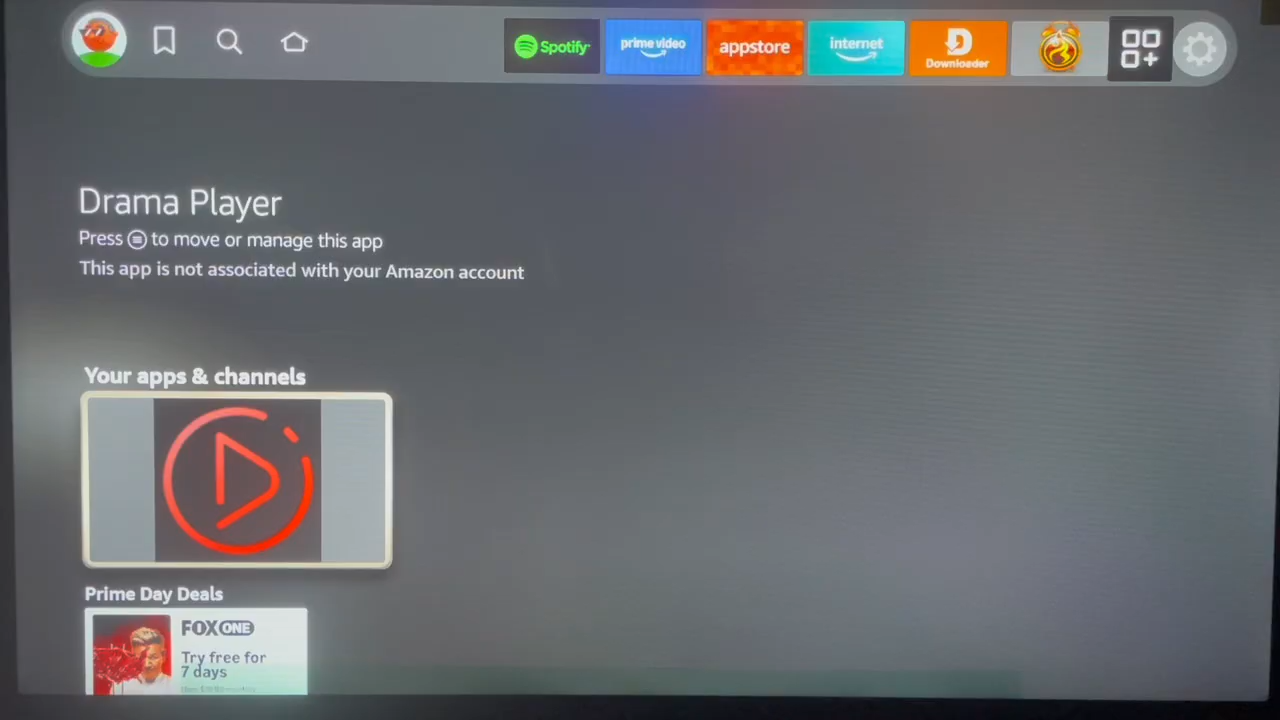 Spotify
prime video
appstore
internet
Downloader
Drama Player
Press to move or manage this app
This app is not associated with your Amazon account
Your apps & channels
Prime Day Deals
FOX ONE
Try free for
7 days